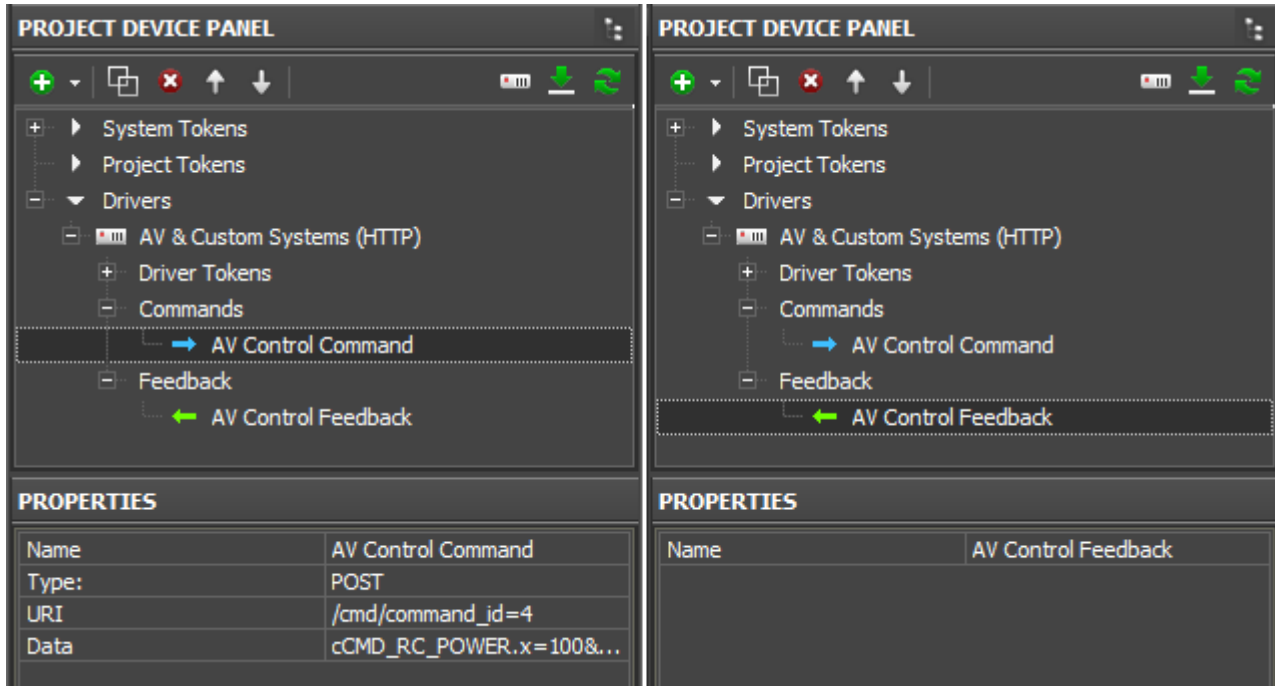 PROJECT DEVICE PANEL
System Tokens
Project Tokens
Drivers
AV & Custom Systems (HTTP)
Driver Tokens
Commands
AV Control Command
Feedback
AV Control Feedback
PROPERTIES
Name AV Control Command
Type: POST
URI /cmd/command_id=4
Data cCMD_RC_POWER.x=100&...
PROJECT DEVICE PANEL
System Tokens
Project Tokens
Drivers
AV & Custom Systems (HTTP)
Driver Tokens
Commands
AV Control Command
Feedback
AV Control Feedback
PROPERTIES
Name AV Control Feedback